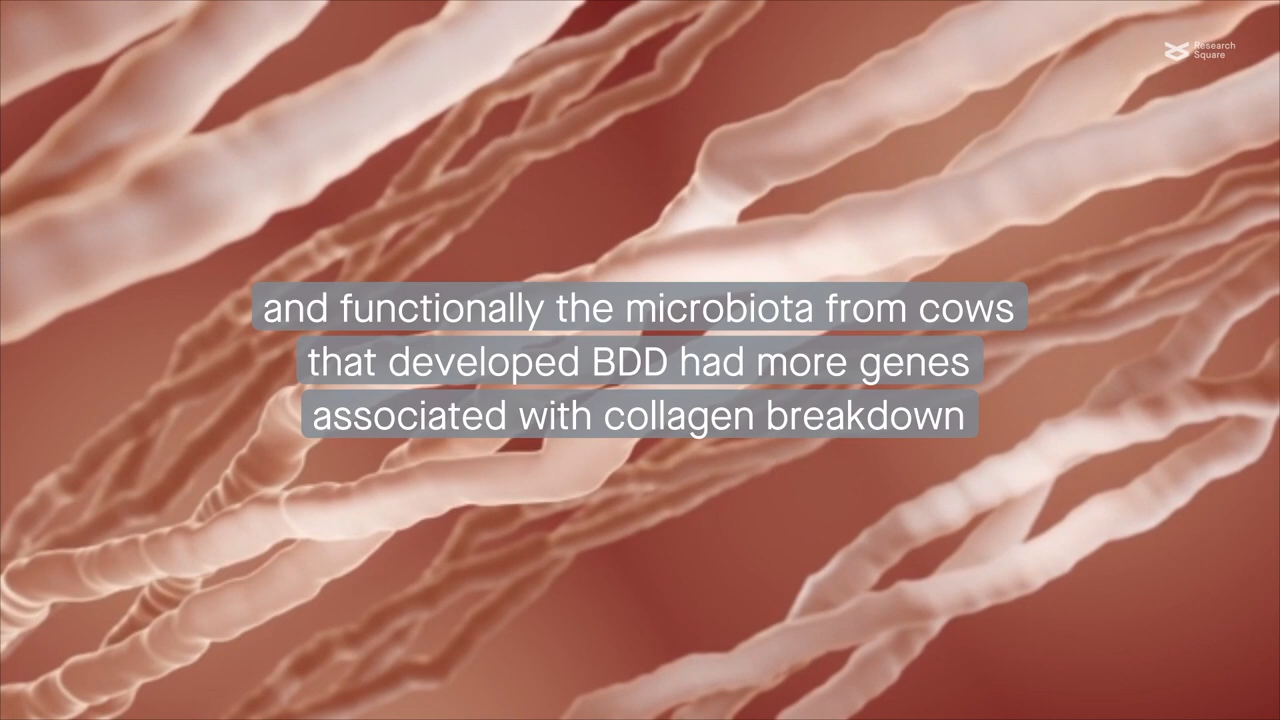 Research
Square
and functionally the microbiota from cows
that developed BDD had more genes
associated with collagen breakdown